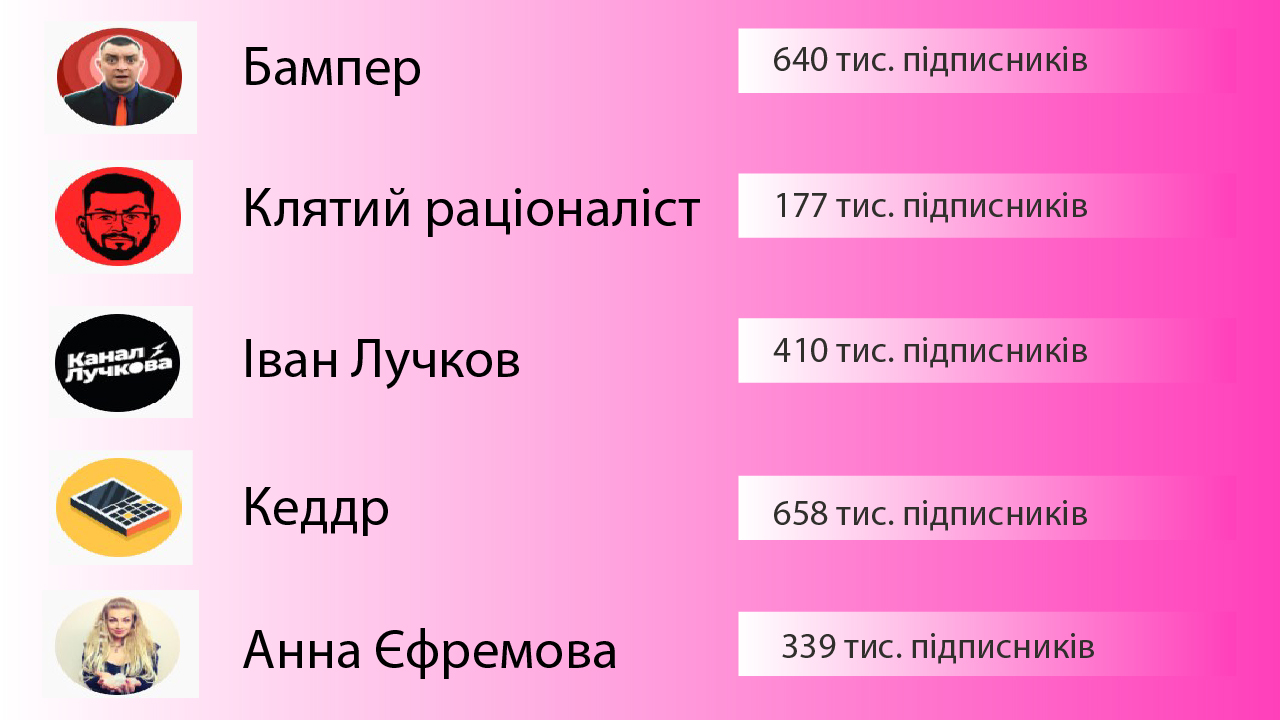 Бампер
640 тис. підписників
Клятий раціоналіст
177 тис. підписників
Канал
Лучкова
Іван Лучков
410 тис. підписників
Кеддр
658 тис. підписників
Анна Єфремова
339 тис. підписників